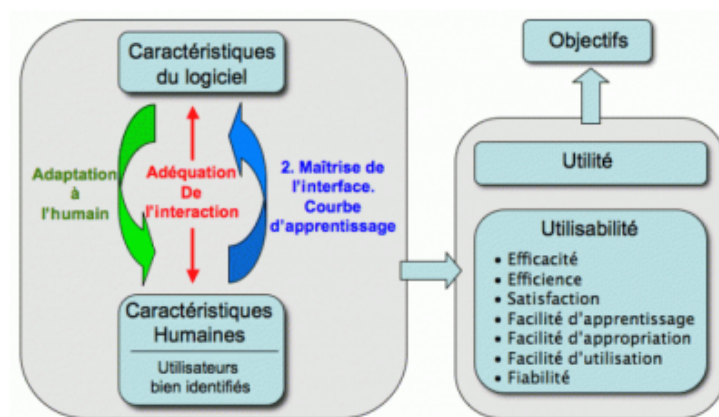 Caractéristiques
du logiciel
Adaptation
à
l'humain
Adéquation
De
l'interaction
2. Maîtrise de
l'interface.
Courbe
d'apprentissage
Caractéristiques
Humaines
Utilisateurs
bien identifiés
Objectifs
Utilité
Utilisabilité
• Efficacité
• Efficience
• Satisfaction
• Facilité d'apprentissage
• Facilité d'appropriation
• Facilité d'utilisation
• Fiabilité